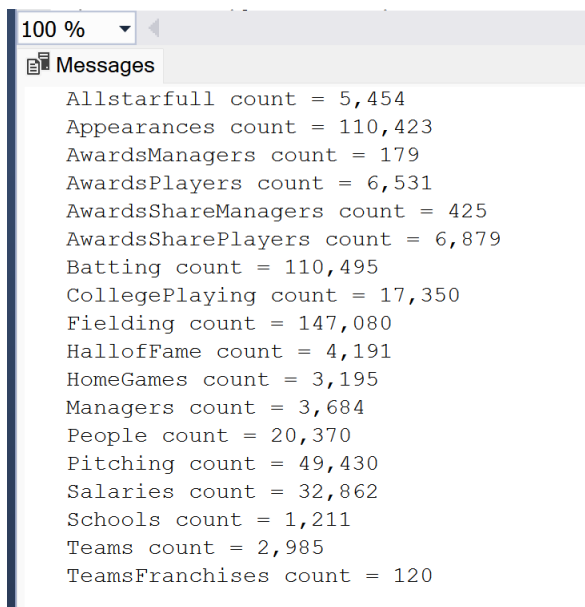 100 %
Messages
Allstarfull count = 5,454
Appearances count = 110,423
AwardsManagers count = 179
AwardsPlayers count = 6,531
AwardsShareManagers count = 425
AwardsSharePlayers count = 6,879
Batting count = 110,495
CollegePlaying count = 17,350
Fielding count = 147,080
HallofFame count = 4,191
HomeGames count = 3,195
Managers count = 3,684
People count = 20,370
Pitching count = 49,430
Salaries count = 32,862
Schools count = 1,211
Teams count = 2,985
TeamsFranchises count = 120